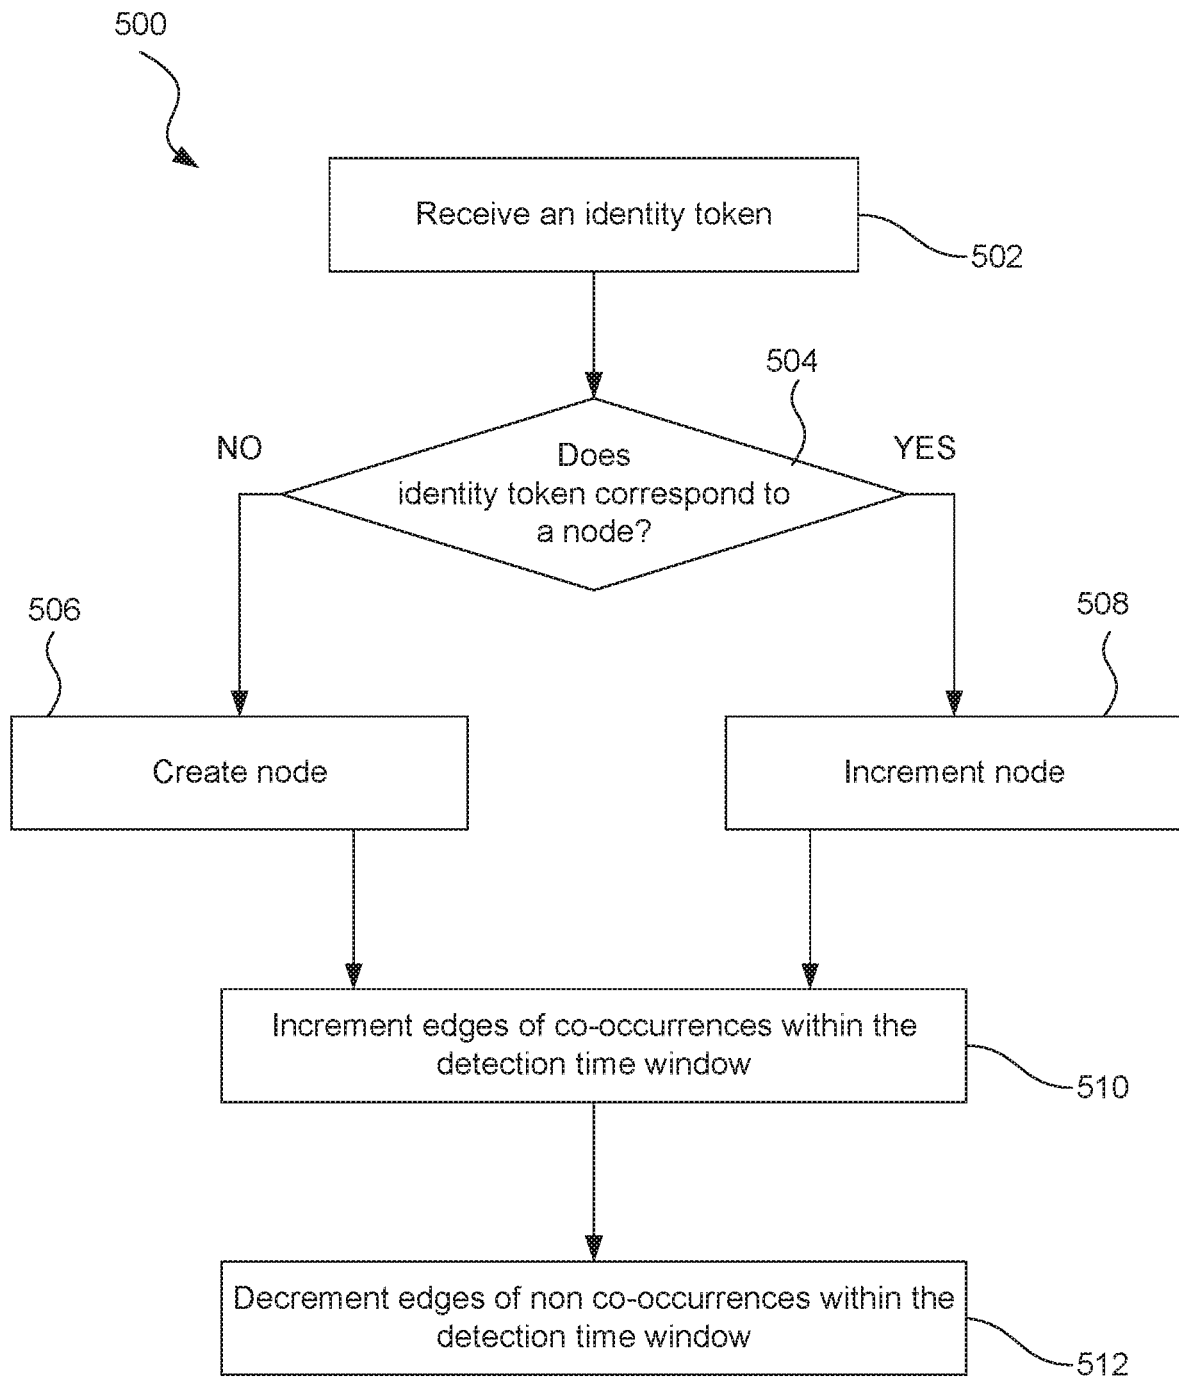 500
Receive an identity token
502
504
NO
YES
Does
identity token correspond to
a node?
506
508
Create node
Increment node
Increment edges of co-occurrences within the
detection time window
510
Decrement edges of non co-occurrences within the
detection time window
512